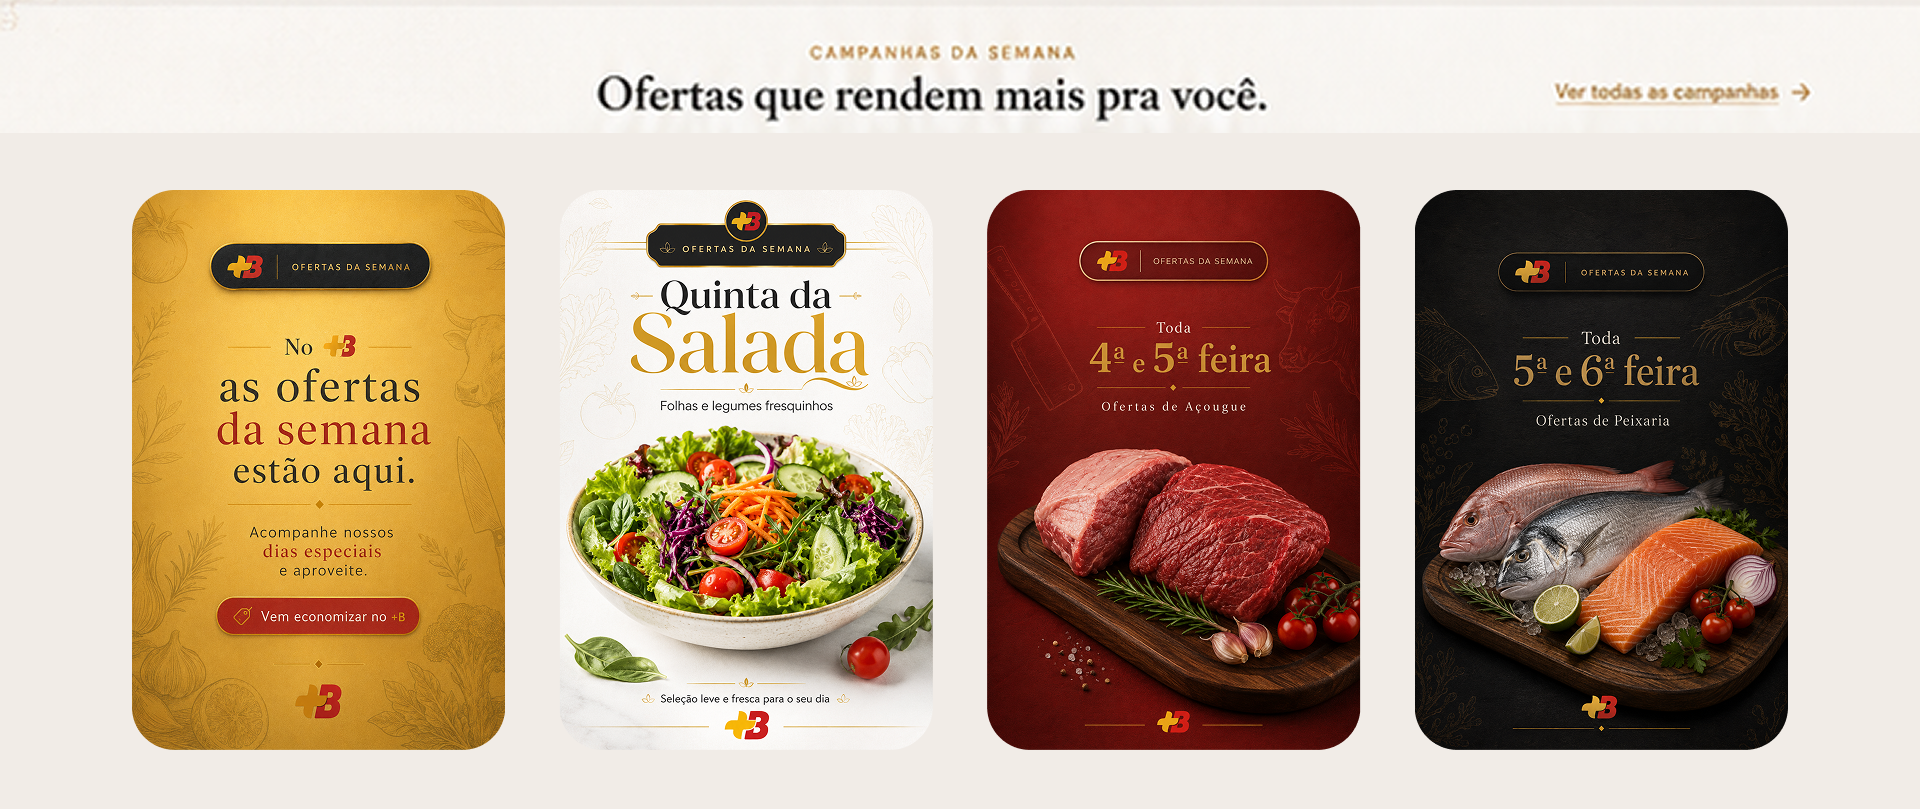 CAMPANHAS DA SEMANA
Ofertas que rendem mais pra você.
Ver todas as campanhas →
+B OFERTAS DA SEMANA
No +B
as ofertas
da semana
estão aqui.
Acompanhe nossos
dias especiais
e aproveite.
Vem economizar no +B
+B
+B
OFERTAS DA SEMANA
Quinta da
Salada
Folhas e legumes fresquinhos
Seleção leve e fresca para o seu dia
+B
+B OFERTAS DA SEMANA
Toda
4ª e 5ª feira
Ofertas de Açougue
+B
+B OFERTAS DA SEMANA
Toda
5ª e 6ª feira
Ofertas de Peixaria
+B